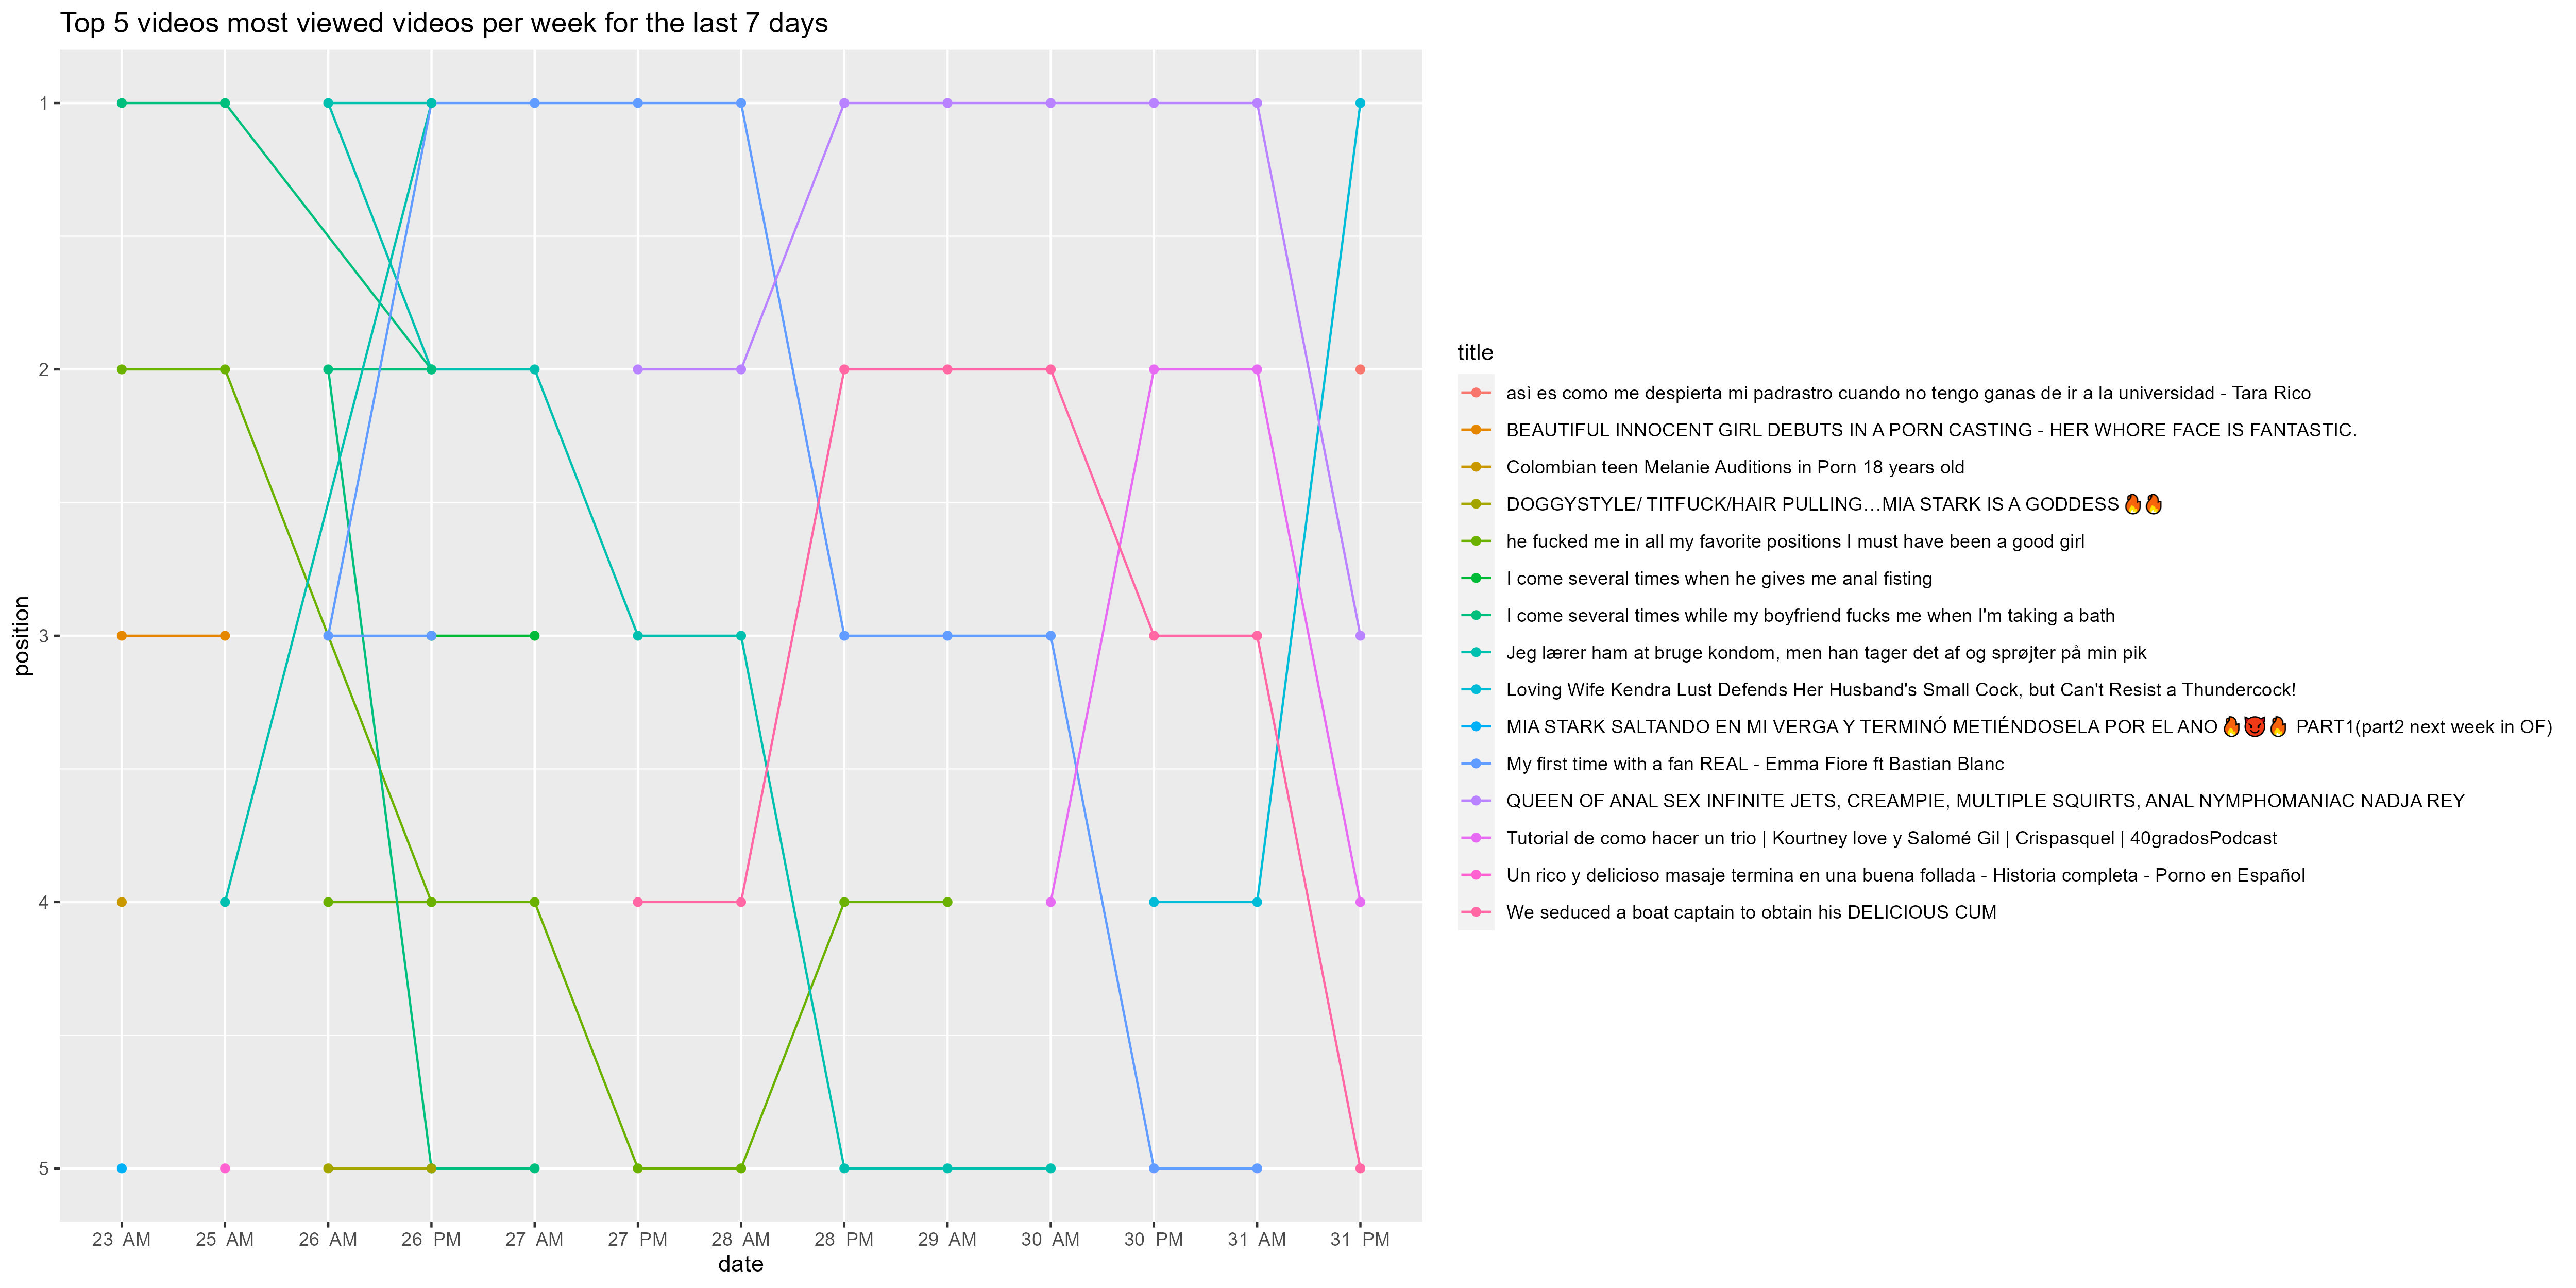 Top 5 videos most viewed videos per week for the last 7 days
position
1
2
3
4
5
23 AM
25 AM
26 AM
26 PM
27 AM
27 PM
28 AM
28 PM
29 AM
30 AM
30 PM
31 AM
31 PM
date
title
asì es como me despierta mi padrastro cuando no tengo ganas de ir a la universidad - Tara Rico
BEAUTIFUL INNOCENT GIRL DEBUTS IN A PORN CASTING - HER WHORE FACE IS FANTASTIC.
Colombian teen Melanie Auditions in Porn 18 years old
DOGGYSTYLE/ TITFUCK/HAIR PULLING…MIA STARK IS A GODDESS 🔥🔥
he fucked me in all my favorite positions I must have been a good girl
I come several times when he gives me anal fisting
I come several times while my boyfriend fucks me when I'm taking a bath
Jeg lærer ham at bruge kondom, men han tager det af og sprøjter på min pik
Loving Wife Kendra Lust Defends Her Husband's Small Cock, but Can't Resist a Thundercock!
MIA STARK SALTANDO EN MI VERGA Y TERMINÓ METIÉNDOSELA POR EL ANO 🔥😈🔥 PART1(part2 next week in OF)
My first time with a fan REAL - Emma Fiore ft Bastian Blanc
QUEEN OF ANAL SEX INFINITE JETS, CREAMPIE, MULTIPLE SQUIRTS, ANAL NYMPHOMANIAC NADJA REY
Tutorial de como hacer un trio | Kourtney love y Salomé Gil | Crispasquel | 40gradosPodcast
Un rico y delicioso masaje termina en una buena follada - Historia completa - Porno en Español
We seduced a boat captain to obtain his DELICIOUS CUM